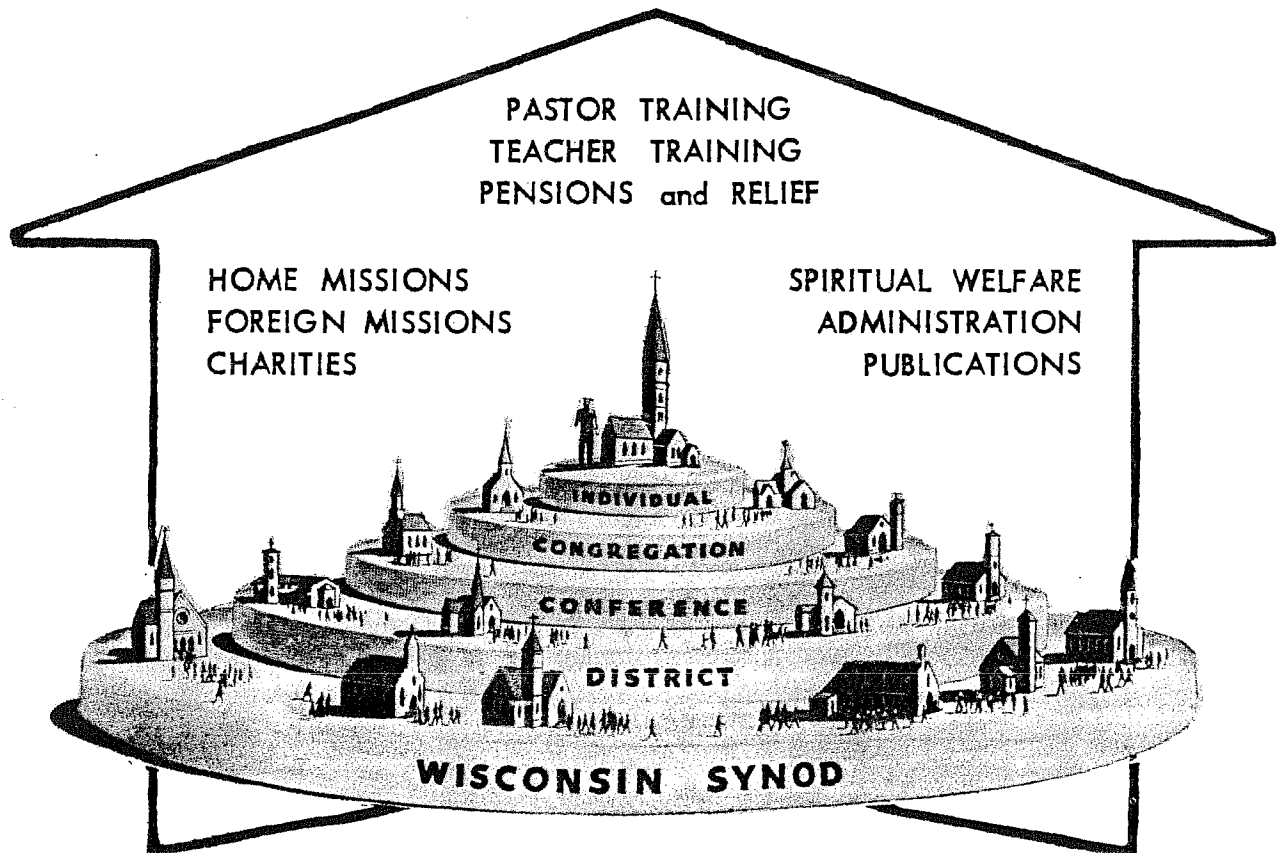 PASTOR TRAINING
TEACHER TRAINING
PENSIONS and RELIEF
HOME MISSIONS
FOREIGN MISSIONS
CHARITIES
SPIRITUAL WELFARE
ADMINISTRATION
PUBLICATIONS
INDIVIDUAL
CONGREGATION
CONFERENCE
DISTRICT
WISCONSIN SYNOD